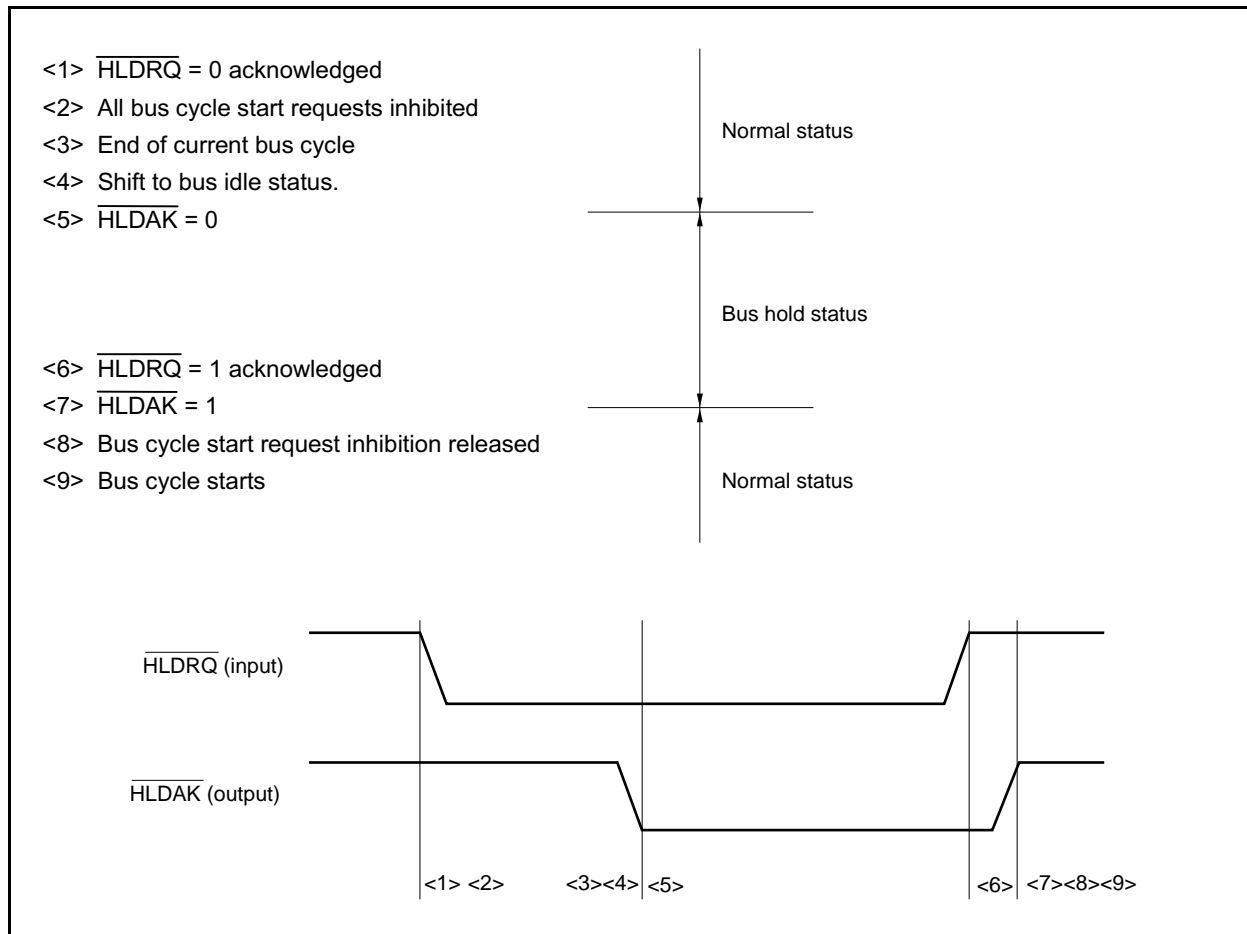 <1> HLDRQ = 0 acknowledged
<2> All bus cycle start requests inhibited
<3> End of current bus cycle
<4> Shift to bus idle status.
<5> HLDAK = 0
Normal status
Bus hold status
<6> HLDRQ = 1 acknowledged
<7> HLDAK = 1
<8> Bus cycle start request inhibition released
<9> Bus cycle starts
Normal status
HLDRQ (input)
HLDAK (output)
<1> <2> <3><4> <5> <6> <7><8><9>